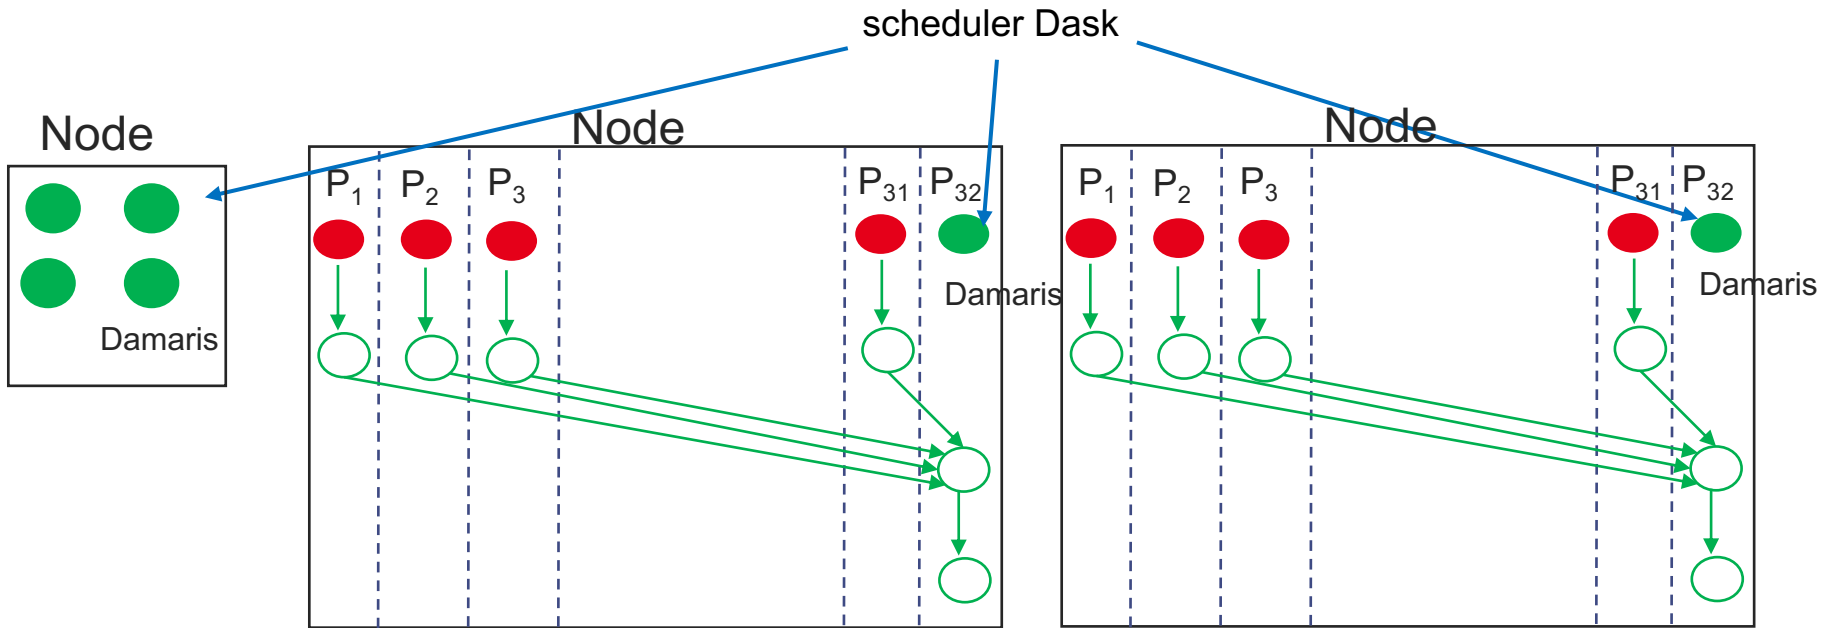 scheduler Dask
Node
Damaris
Node
P1 P2 P3 P31 P32
Damaris
Node
P1 P2 P3 P31 P32
Damaris